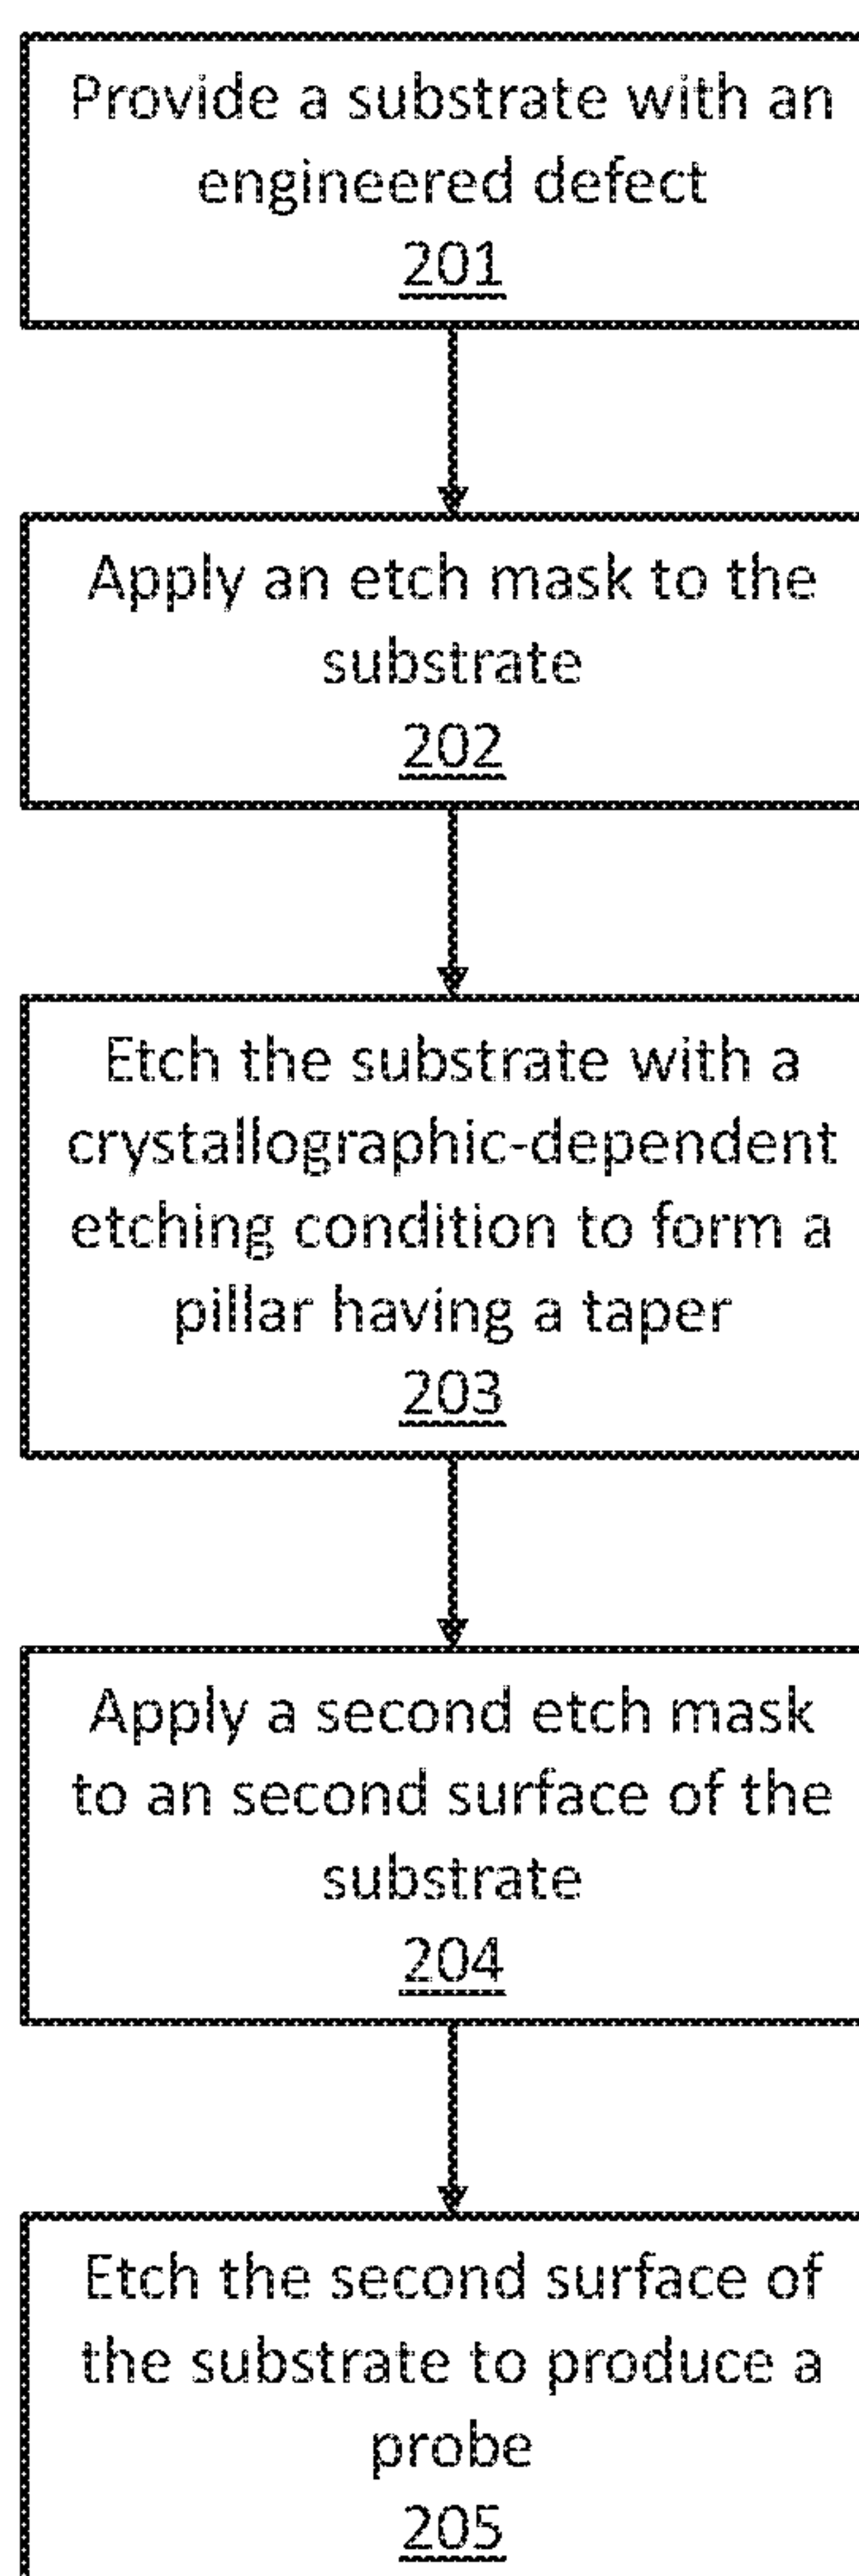 Provide a substrate with an
engineered defect
201
Apply an etch mask to the
substrate
202
Etch the substrate with a
crystallographic-dependent
etching condition to form a
pillar having a taper
203
Apply a second etch mask
to an second surface of the
substrate
204
Etch the second surface of
the substrate to produce a
probe
205